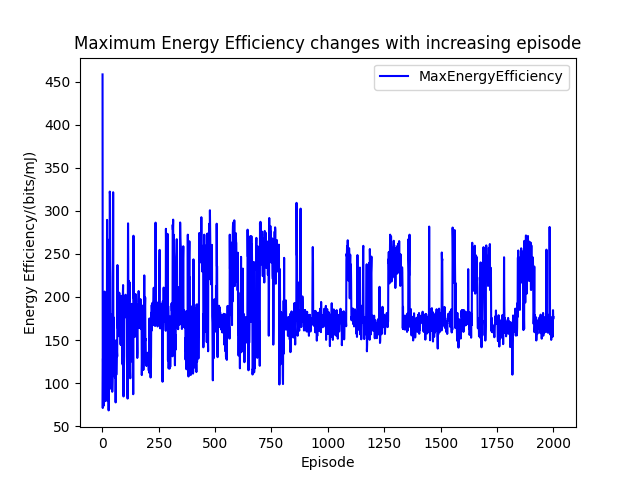 Maximum Energy Efficiency changes with increasing episode
MaxEnergyEfficiency
Energy Efficiency/(bits/mJ)
450
400
350
300
250
200
150
100
50
0 250 500 750 1000 1250 1500 1750 2000
Episode